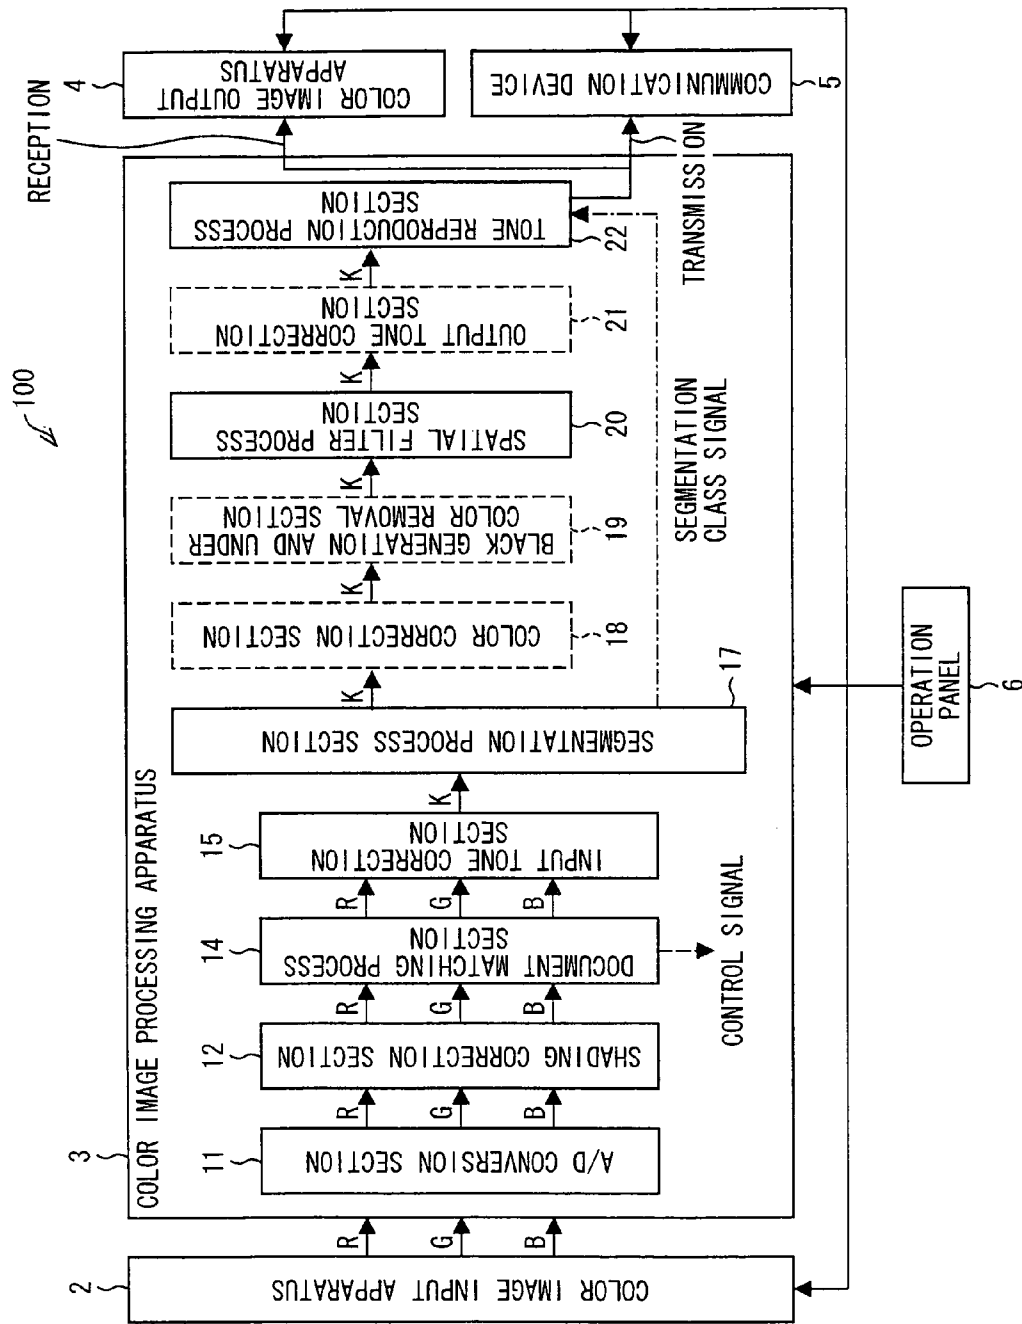 100
3
COLOR IMAGE PROCESSING APPARATUS
2
COLOR IMAGE INPUT APPARATUS
R
G
B
11
A/D CONVERSION SECTION
R
G
B
12
SHADING CORRECTION SECTION
R
G
B
14
DOCUMENT MATCHING PROCESS
SECTION
CONTROL SIGNAL
R
G
B
15
INPUT TONE CORRECTION
SECTION
K
17
SEGMENTATION PROCESS SECTION
K
18
COLOR CORRECTION SECTION
K
19
BLACK GENERATION AND UNDER
COLOR REMOVAL SECTION
K
20
SPATIAL FILTER PROCESS
SECTION
K
21
OUTPUT TONE CORRECTION
SECTION
K
22
TONE REPRODUCTION PROCESS
SECTION
SEGMENTATION
CLASS SIGNAL
RECEPTION
TRANSMISSION
4
COLOR IMAGE OUTPUT
APPARATUS
5
COMMUNICATION DEVICE
OPERATION
PANEL
6